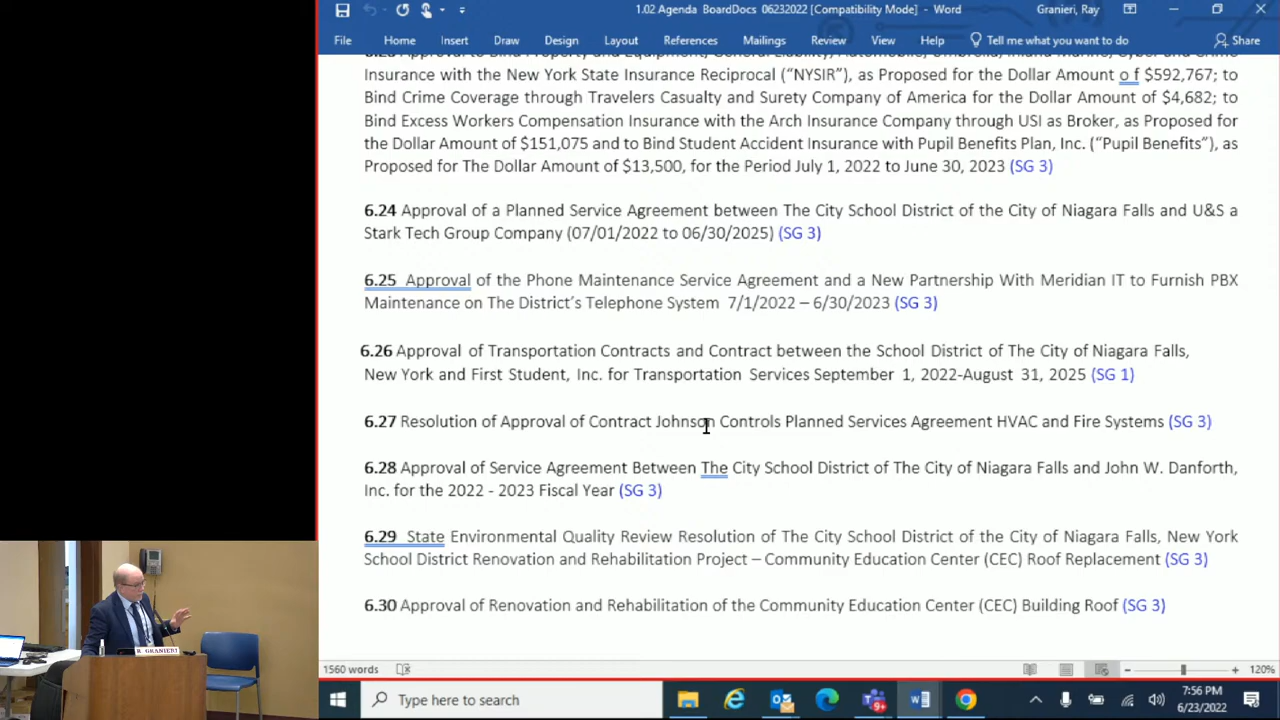 1.02 Agenda BoardDocs 06232022 [Compatibility Mode] - Word
Granieri, Ray
File Home Insert Draw Design Layout References Mailings Review View Help Tell me what you want to do Share
Insurance with the New York State Insurance Reciprocal (“NYSIR”), as Proposed for the Dollar Amount o f $592,767; to
Bind Crime Coverage through Travelers Casualty and Surety Company of America for the Dollar Amount of $4,682; to
Bind Excess Workers Compensation Insurance with the Arch Insurance Company through USI as Broker, as Proposed for
the Dollar Amount of $151,075 and to Bind Student Accident Insurance with Pupil Benefits Plan, Inc. (“Pupil Benefits”), as
Proposed for The Dollar Amount of $13,500, for the Period July 1, 2022 to June 30, 2023 (SG 3)
6.24 Approval of a Planned Service Agreement between The City School District of the City of Niagara Falls and U&S a
Stark Tech Group Company (07/01/2022 to 06/30/2025) (SG 3)
6.25 Approval of the Phone Maintenance Service Agreement and a New Partnership With Meridian IT to Furnish PBX
Maintenance on The District’s Telephone System 7/1/2022 – 6/30/2023 (SG 3)
6.26 Approval of Transportation Contracts and Contract between the School District of The City of Niagara Falls,
New York and First Student, Inc. for Transportation Services September 1, 2022-August 31, 2025 (SG 1)
6.27 Resolution of Approval of Contract Johnson Controls Planned Services Agreement HVAC and Fire Systems (SG 3)
6.28 Approval of Service Agreement Between The City School District of The City of Niagara Falls and John W. Danforth,
Inc. for the 2022 - 2023 Fiscal Year (SG 3)
6.29 State Environmental Quality Review Resolution of The City School District of the City of Niagara Falls, New York
School District Renovation and Rehabilitation Project – Community Education Center (CEC) Roof Replacement (SG 3)
6.30 Approval of Renovation and Rehabilitation of the Community Education Center (CEC) Building Roof (SG 3)
R. GRANIERI
1560 words
120%
Type here to search
9+
7:56 PM
6/23/2022